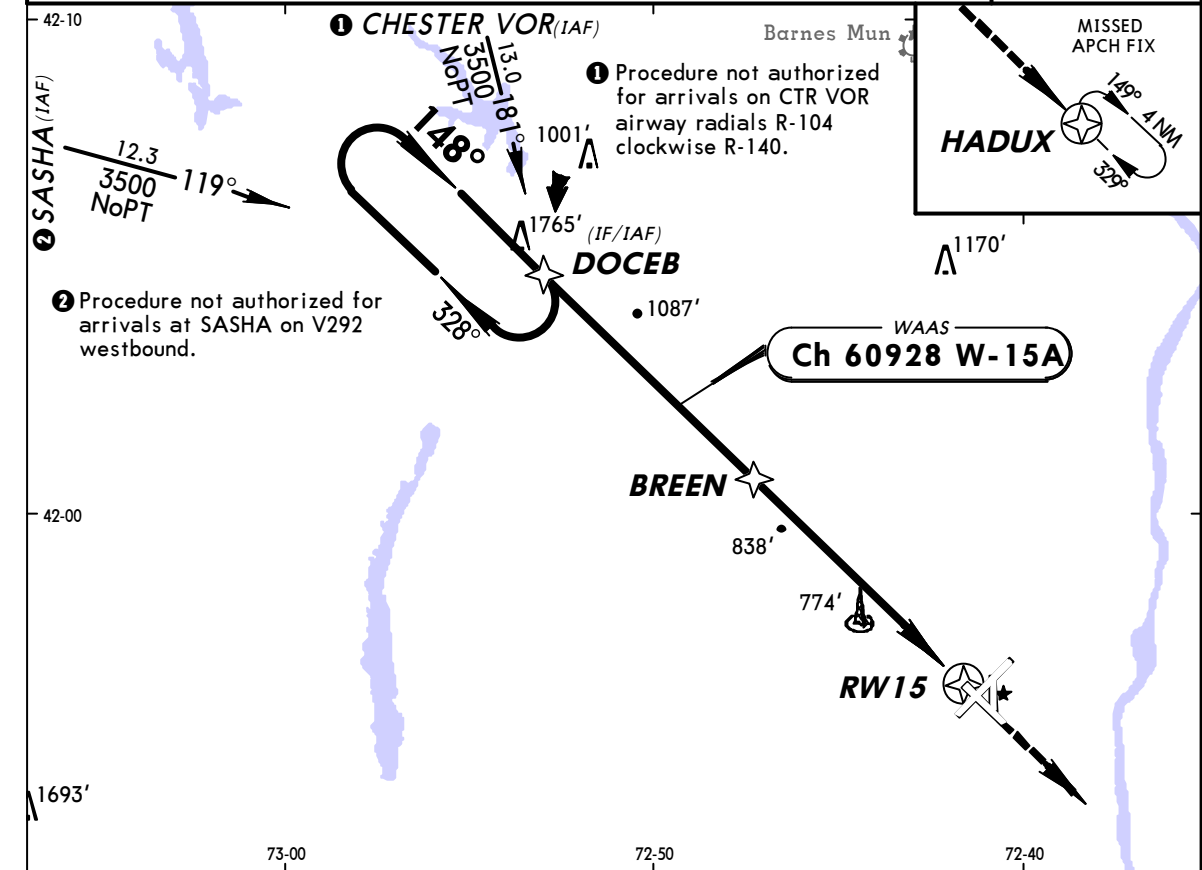 42-10
❶ CHESTER VOR (IAF)
13.0
3500
NoPT
181°
Barnes Mun
MISSED
APCH FIX
149°
4 NM
HADUX
329°
❶ Procedure not authorized
for arrivals on CTR VOR
airway radials R-104
clockwise R-140.
1001'
148°
❷ SASHA (IAF)
12.3
3500
NoPT
119°
1765'
(IF/IAF)
DOCEB
1170'
❷ Procedure not authorized for
arrivals at SASHA on V292
westbound.
328°
1087'
WAAS
Ch 60928 W-15A
BREEN
42-00
838'
774'
RW15
1693'
73-00
72-50
72-40